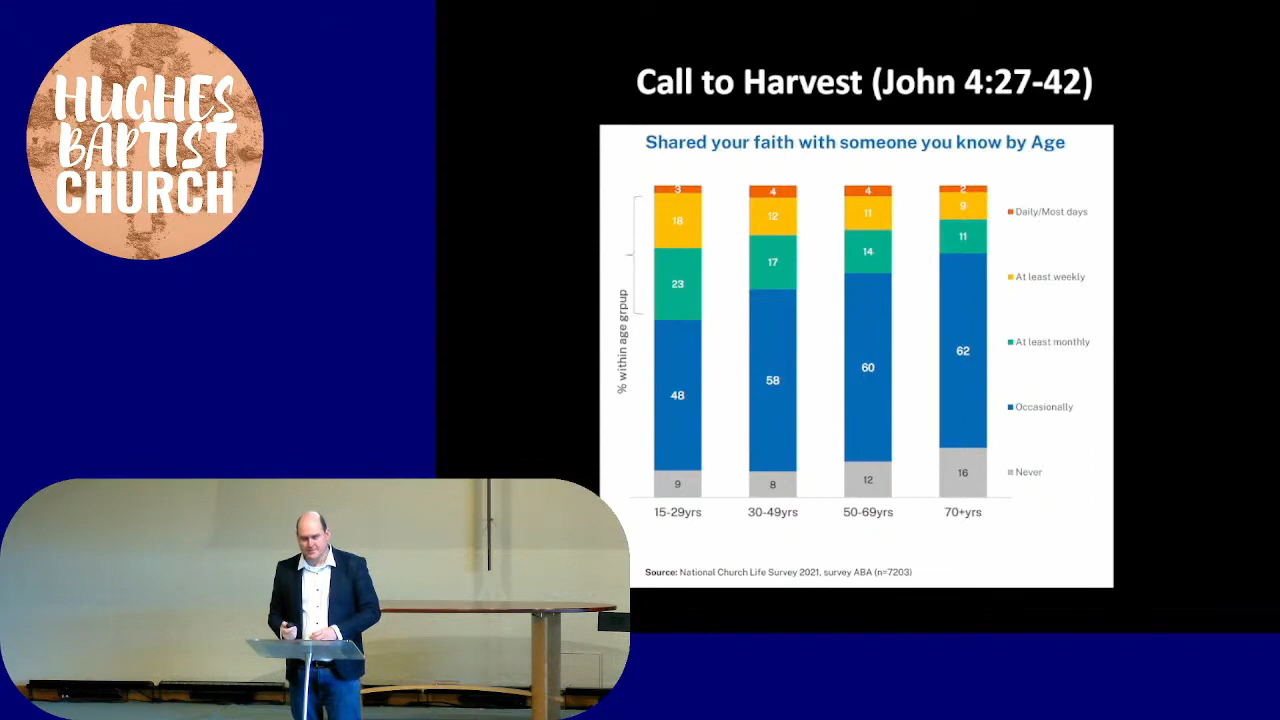 HUGHES
BAPTIST
CHURCH
Call to Harvest (John 4:27-42)
Shared your faith with someone you know by Age
3
18
23
48
9
4
12
17
58
8
4
11
14
60
12
2
9
11
62
16
% within age grpup
15-29yrs
30-49yrs
50-69yrs
70+yrs
Daily/Most days
At least weekly
At least monthly
Occasionally
Never
Source: National Church Life Survey 2021, survey ABA (n=7203)